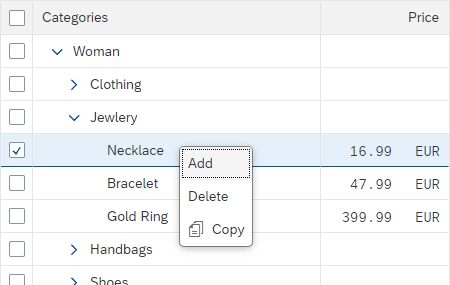 Categories Price
Woman
Clothing
Jewlery
Necklace 16.99 EUR
Add
Bracelet 47.99 EUR
Delete
Gold Ring 399.99 EUR
Copy
Handbags
Shoes